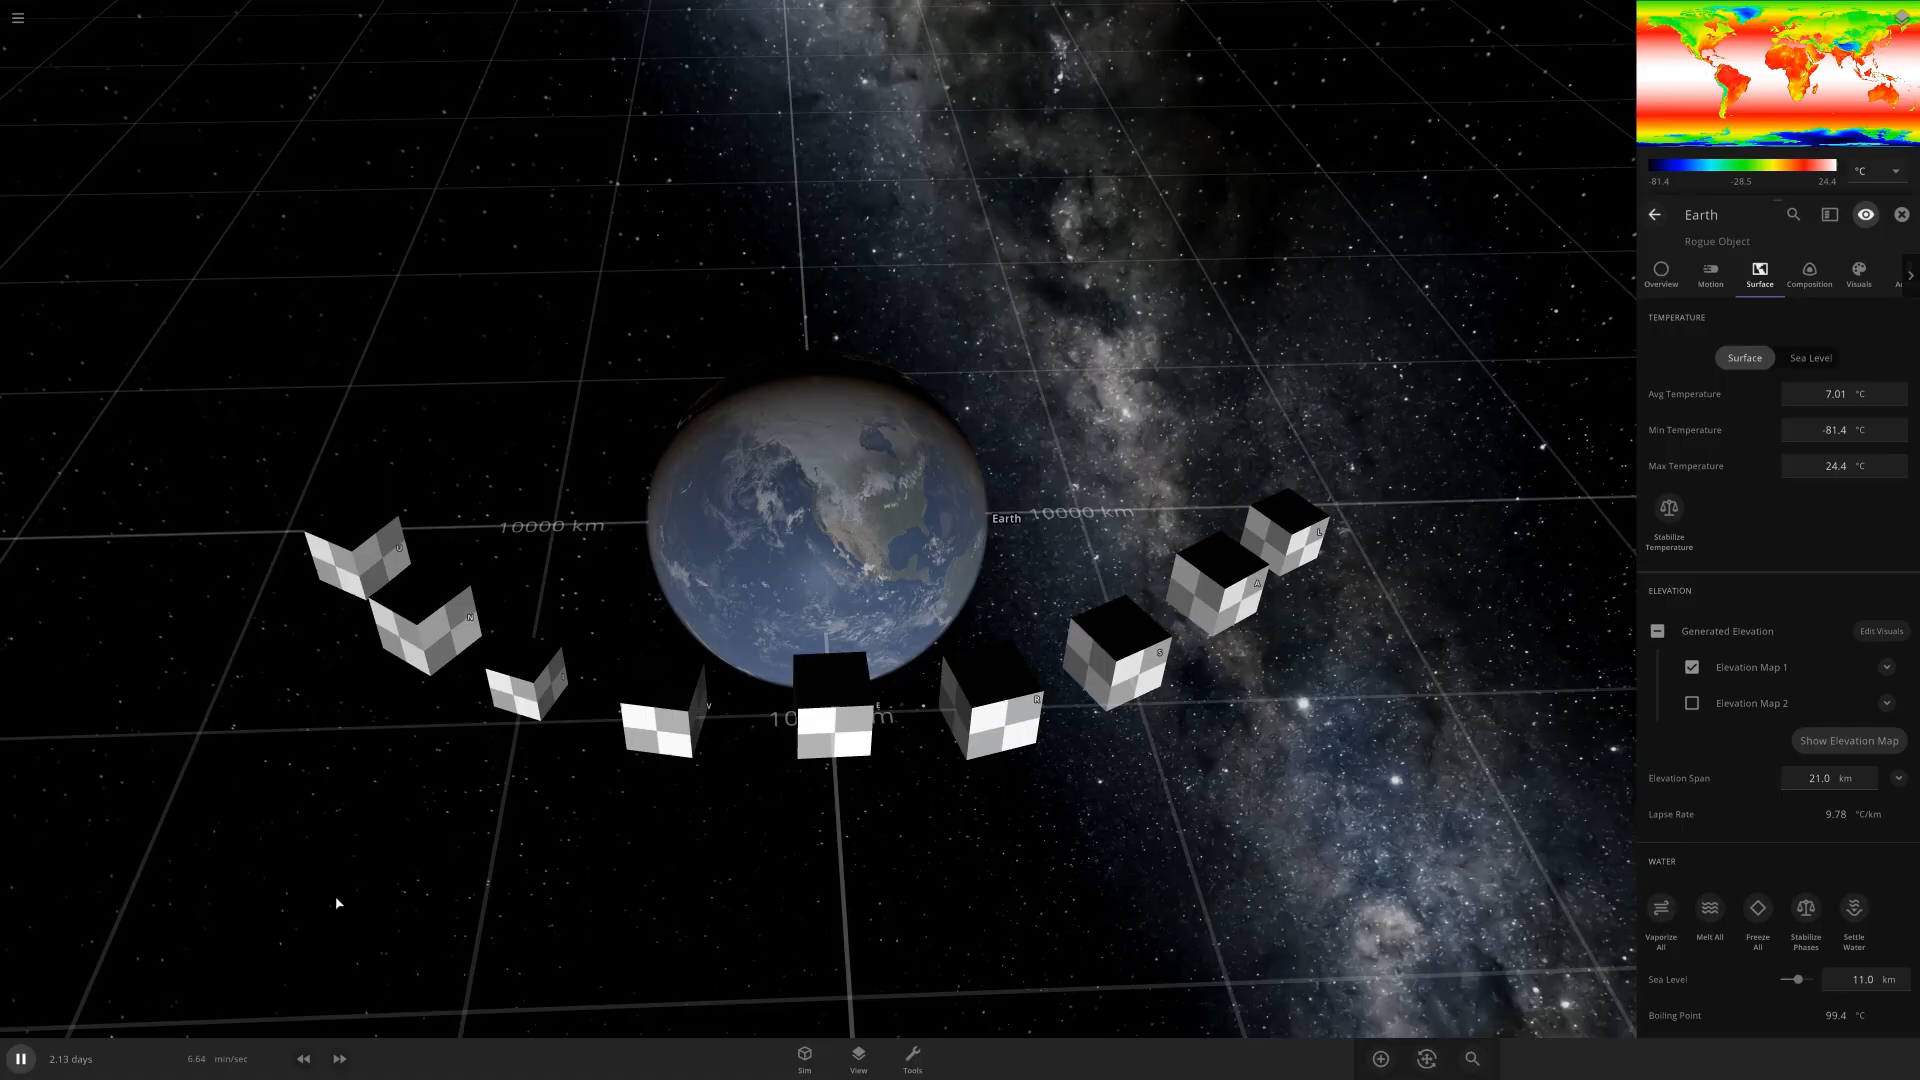 -81.4 -28.5 24.4 °C
Earth
Rogue Object
Overview Motion Surface Composition Visuals
TEMPERATURE
Surface Sea Level
Avg Temperature 7.01 °C
Min Temperature -81.4 °C
Max Temperature 24.4 °C
Stabilize
Temperature
ELEVATION
Generated Elevation Edit Visuals
Elevation Map 1
Elevation Map 2
Show Elevation Map
Elevation Span 21.0 km
Lapse Rate 9.78 °C/km
WATER
Vaporize All Melt All Freeze All Stabilize Phases Settle Water
Sea Level 11.0 km
Boiling Point 99.4 °C
10000 km Earth 10000 km
U N I V E R S A L
2.13 days 6.64 min/sec Sim View Tools